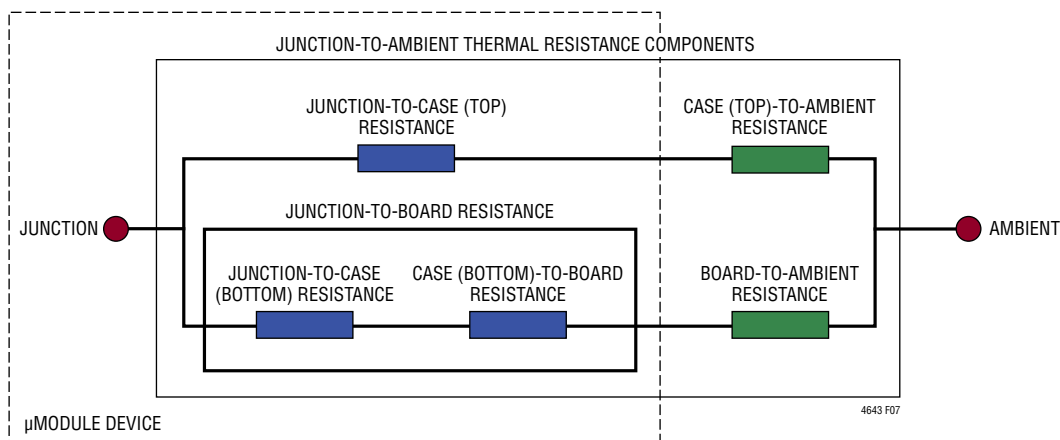 JUNCTION-TO-AMBIENT THERMAL RESISTANCE COMPONENTS
JUNCTION-TO-CASE (TOP)
RESISTANCE
CASE (TOP)-TO-AMBIENT
RESISTANCE
JUNCTION
JUNCTION-TO-BOARD RESISTANCE
AMBIENT
JUNCTION-TO-CASE
(BOTTOM) RESISTANCE
CASE (BOTTOM)-TO-BOARD
RESISTANCE
BOARD-TO-AMBIENT
RESISTANCE
4643 F07
µMODULE DEVICE